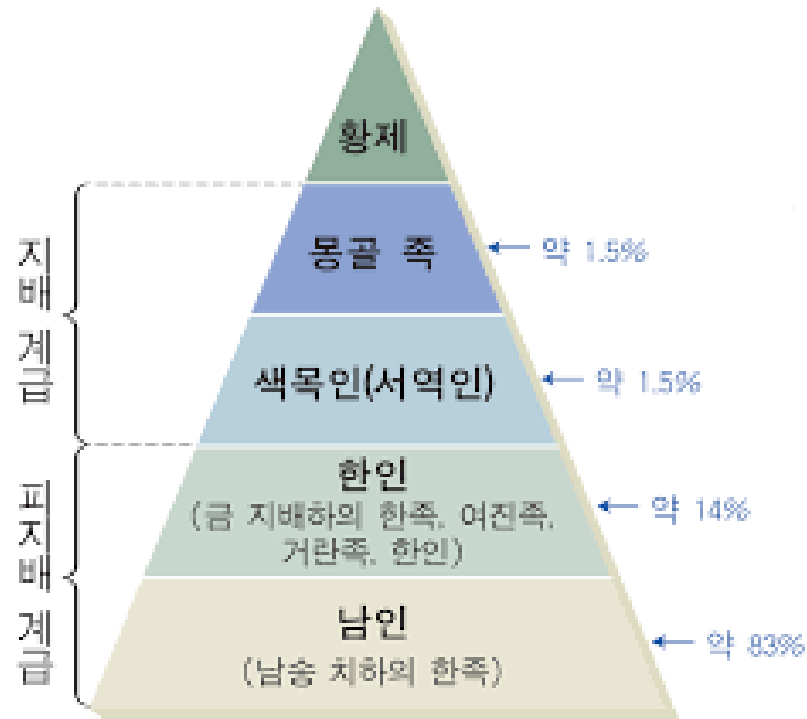 황제
지배 계급
몽골 족
약 1.5%
색목인(서역인)
약 1.5%
피지배 계급
한인
(금 지배하의 한족, 여진족,
거란족, 한인)
약 14%
남인
(남송 치하의 한족)
약 83%